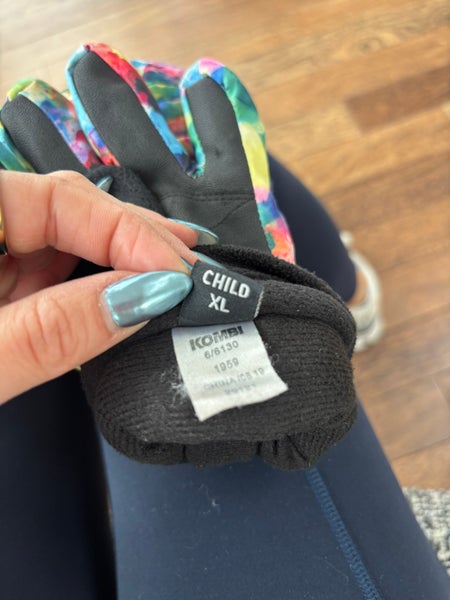 CHILD
XL
KOMBI
6/6130
1959